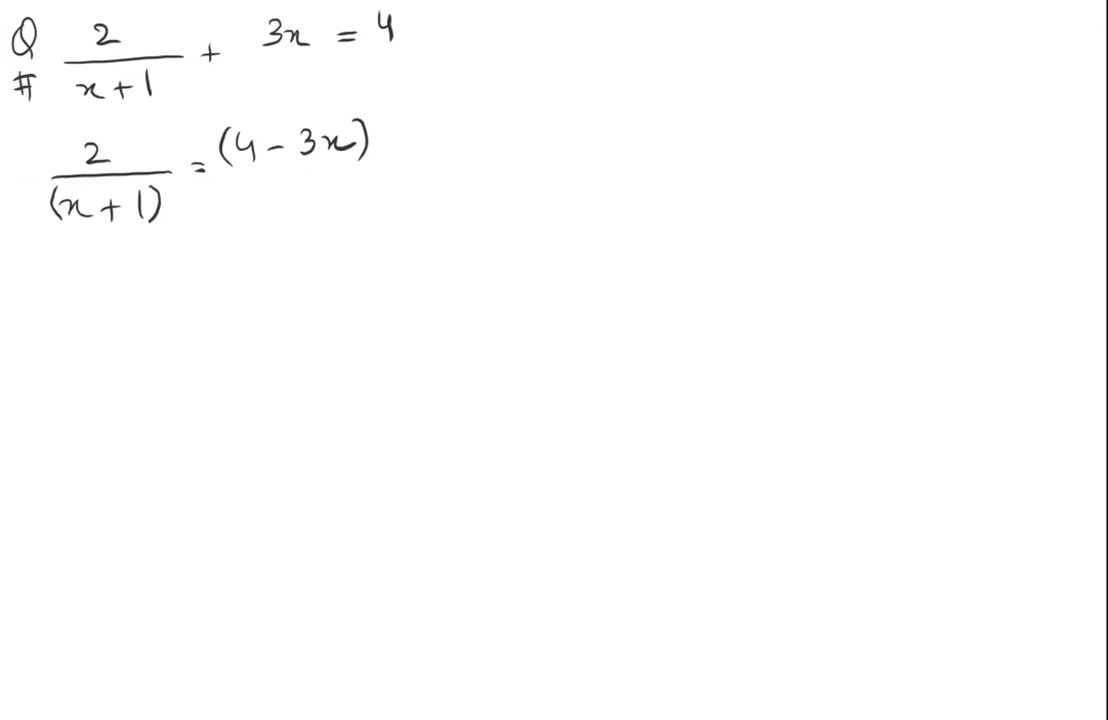 Q # 2/(x+1) + 3x = 4
2/(x+1) = (4 - 3x)